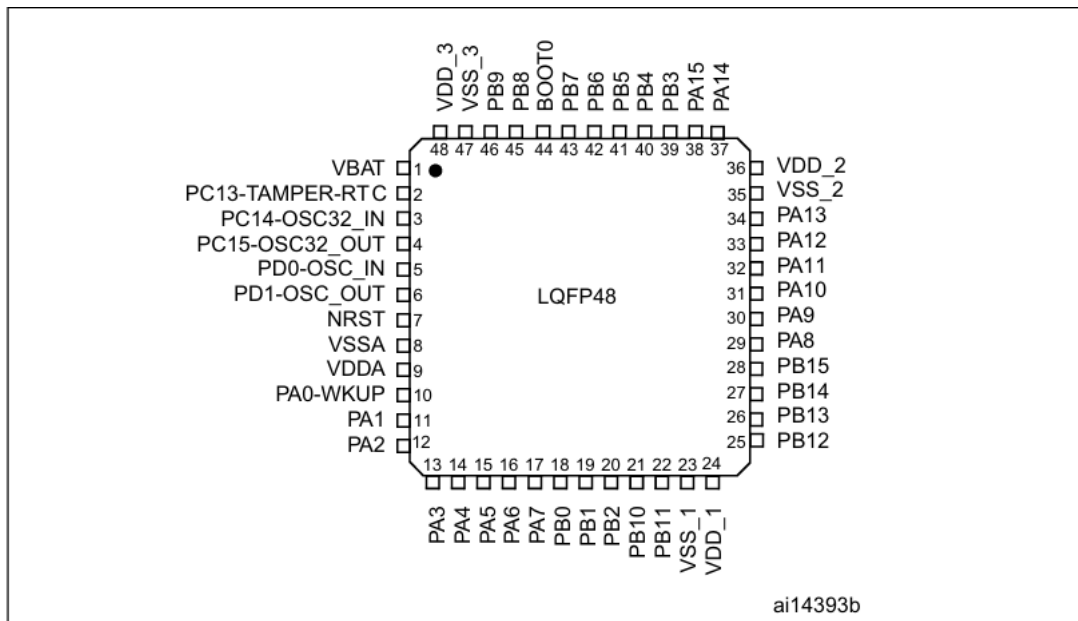 VDD_3
VSS_3
PB9
PB8
BOOT0
PB7
PB6
PB5
PB4
PB3
PA15
PA14
48 47 46 45 44 43 42 41 40 39 38 37
VBAT 1 36 VDD_2
PC13-TAMPER-RTC 2 35 VSS_2
PC14-OSC32_IN 3 34 PA13
PC15-OSC32_OUT 4 33 PA12
PD0-OSC_IN 5 32 PA11
PD1-OSC_OUT 6 LQFP48 31 PA10
NRST 7 30 PA9
VSSA 8 29 PA8
VDDA 9 28 PB15
PA0-WKUP 10 27 PB14
PA1 11 26 PB13
PA2 12 25 PB12
13 14 15 16 17 18 19 20 21 22 23 24
PA3
PA4
PA5
PA6
PA7
PB0
PB1
PB2
PB10
PB11
VSS_1
VDD_1
ai14393b